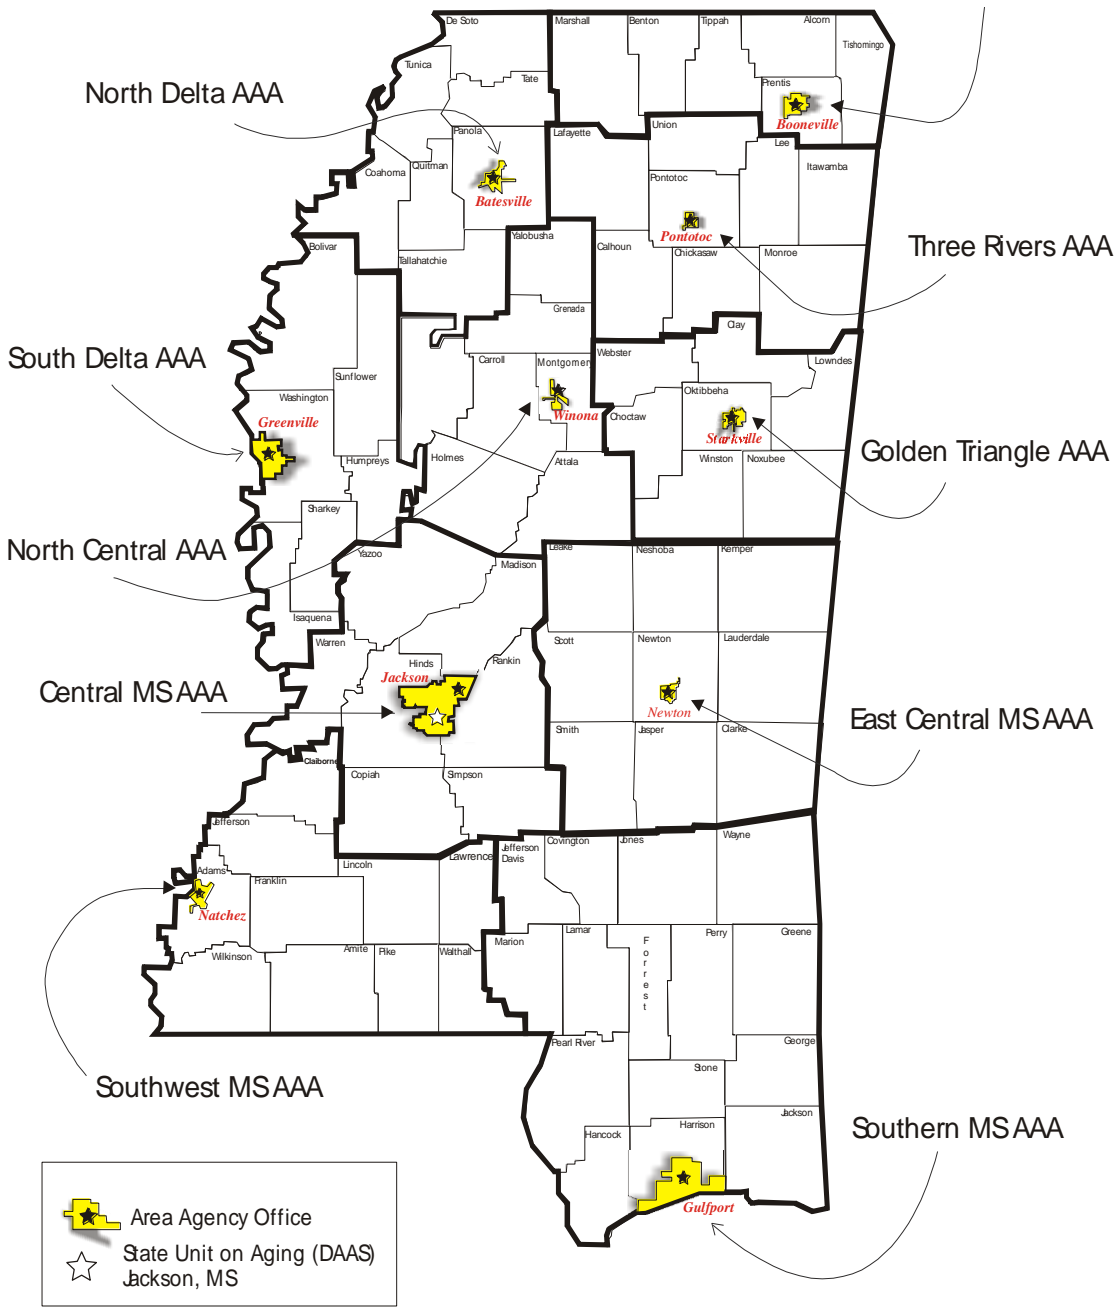 De Soto
Marshall
Benton
Tippah
Alcorn
Tishomingo
Tunica
Tate
Prentis
North Delta AAA
Booneville
Panola
Lafayette
Union
Lee
Itawamba
Coahoma
Quitman
Pontotoc
Batesville
Pontotoc
Yalobusha
Bolivar
Calhoun
Chickasaw
Monroe
Three Rivers AAA
Tallahatchie
Grenada
Clay
South Delta AAA
Carroll
Montgomery
Webster
Lowndes
Sunflower
Washington
Oktibbeha
Greenville
Winona
Choctaw
Starkville
Golden Triangle AAA
Humpreys
Holmes
Attala
Winston
Noxubee
Sharkey
North Central AAA
Yazoo
Madison
Leake
Neshoba
Kemper
Isaquena
Warren
Scott
Newton
Lauderdale
Hinds
Rankin
Jackson
Central MS AAA
Newton
East Central MS AAA
Smith
Jasper
Clarke
Claiborne
Copiah
Simpson
Jefferson
Lincoln
Lawrence
Jefferson
Davis
Covington
Jones
Wayne
Adams
Franklin
Natchez
Wilkinson
Amite
Pike
Walthall
Marion
Lamar
Forrest
Perry
Greene
Pearl River
George
Stone
Southwest MS AAA
Jackson
Hancock
Harrison
Southern MS AAA
Gulfport
Area Agency Office
State Unit on Aging (DAAS)
Jackson, MS